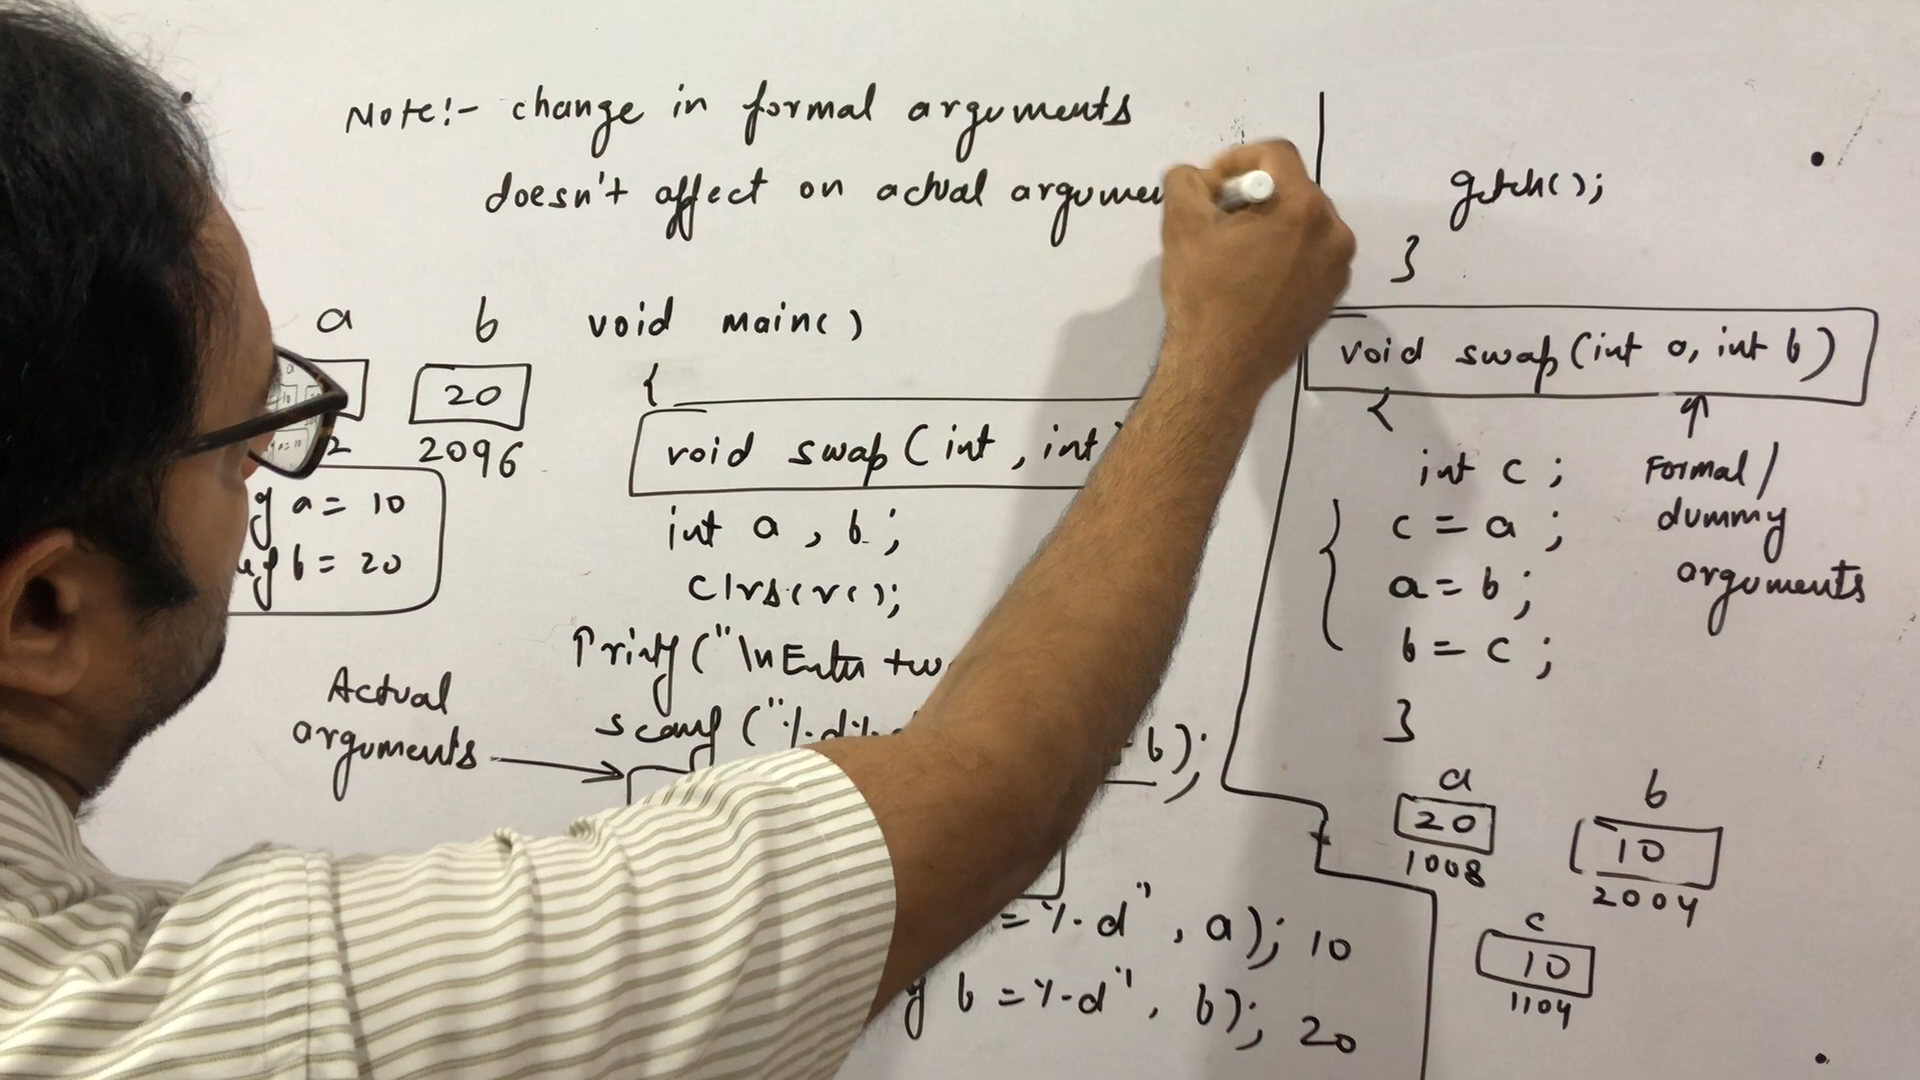 Note:- change in formal arguments
doesn't affect on actual
a b
20
2096
a = 10
b = 20
Actual
arguments
void main()
{
void swap (int, int)
int a, b;
clrscr();
Printf("\nEnter
scanf ("%d%d
b);
= %d", a); 10
b = %d", b); 20
getch();
}
void swap (int a, int b)
{
int c;
c = a;
a = b;
b = c;
}
Formal/
dummy
arguments
a b
20 10
1008 2004
c
10
1104